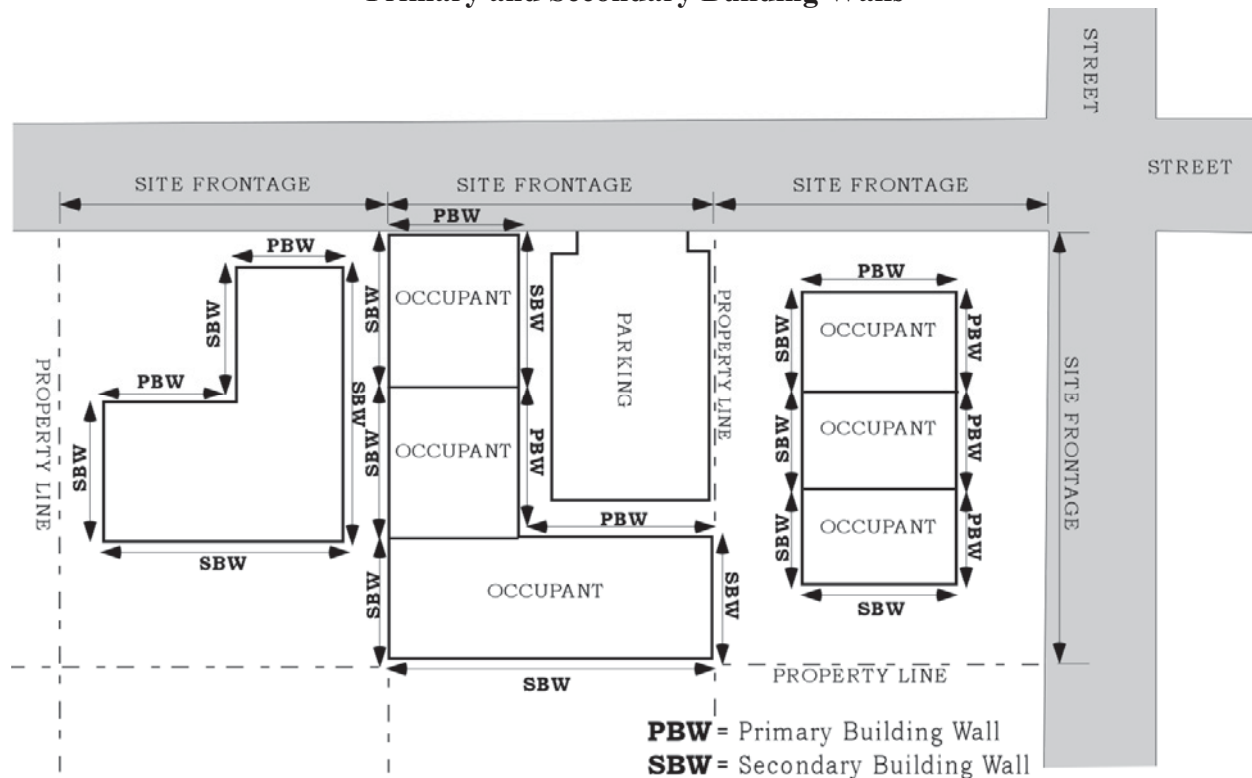 Primary and Secondary Building Walls
STREET
STREET
SITE FRONTAGE
SITE FRONTAGE
SITE FRONTAGE
PBW
PBW
PBW
SBW
SBW
OCCUPANT
SBW
PARKING
PROPERTY LINE
SBW
OCCUPANT
PBW
SITE FRONTAGE
PROPERTY LINE
PBW
SBW
SBW
SBW
OCCUPANT
PBW
SBW
OCCUPANT
PBW
SBW
PBW
SBW
OCCUPANT
PBW
SBW
SBW
OCCUPANT
SBW
SBW
SBW
PROPERTY LINE
PBW = Primary Building Wall
SBW = Secondary Building Wall